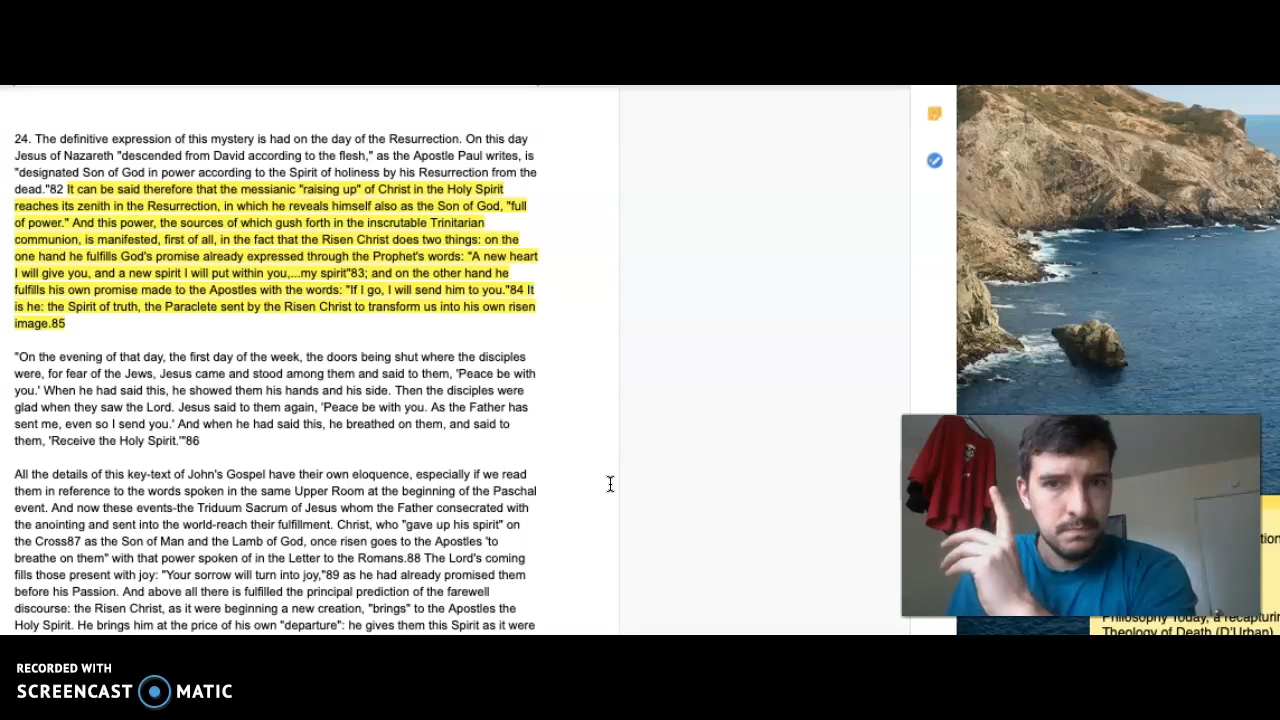 24. The definitive expression of this mystery is had on the day of the Resurrection. On this day
Jesus of Nazareth "descended from David according to the flesh," as the Apostle Paul writes, is
"designated Son of God in power according to the Spirit of holiness by his Resurrection from the
dead."82 It can be said therefore that the messianic "raising up" of Christ in the Holy Spirit
reaches its zenith in the Resurrection, in which he reveals himself also as the Son of God, "full
of power." And this power, the sources of which gush forth in the inscrutable Trinitarian
communion, is manifested, first of all, in the fact that the Risen Christ does two things: on the
one hand he fulfills God's promise already expressed through the Prophet's words: "A new heart
I will give you, and a new spirit I will put within you,...my spirit"83; and on the other hand he
fulfills his own promise made to the Apostles with the words: "If I go, I will send him to you."84 It
is he: the Spirit of truth, the Paraclete sent by the Risen Christ to transform us into his own risen
image.85
"On the evening of that day, the first day of the week, the doors being shut where the disciples
were, for fear of the Jews, Jesus came and stood among them and said to them, 'Peace be with
you.' When he had said this, he showed them his hands and his side. Then the disciples were
glad when they saw the Lord. Jesus said to them again, 'Peace be with you. As the Father has
sent me, even so I send you.' And when he had said this, he breathed on them, and said to
them, 'Receive the Holy Spirit.'"86
All the details of this key-text of John's Gospel have their own eloquence, especially if we read
them in reference to the words spoken in the same Upper Room at the beginning of the Paschal
event. And now these events-the Triduum Sacrum of Jesus whom the Father consecrated with
the anointing and sent into the world-reach their fulfillment. Christ, who "gave up his spirit" on
the Cross87 as the Son of Man and the Lamb of God, once risen goes to the Apostles 'to
breathe on them" with that power spoken of in the Letter to the Romans.88 The Lord's coming
fills those present with joy: "Your sorrow will turn into joy,"89 as he had already promised them
before his Passion. And above all there is fulfilled the principal prediction of the farewell
discourse: the Risen Christ, as it were beginning a new creation, "brings" to the Apostles the
Holy Spirit. He brings him at the price of his own "departure": he gives them this Spirit as it were
Philosophy Today, a recapturin
Theology of Death (D'Urban)
RECORDED WITH
SCREENCAST MATIC